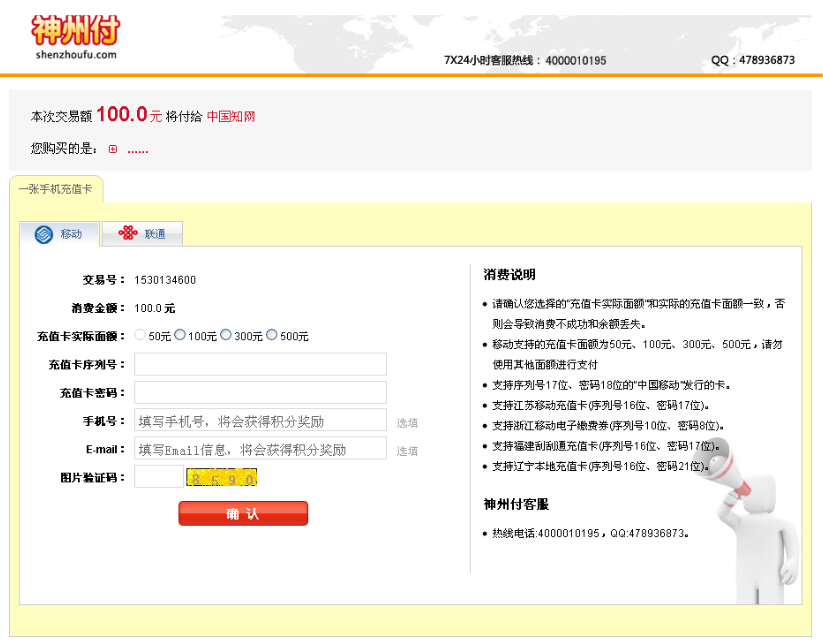 神州付
shenzhoufu.com
7X24小时客服热线：4000010195
QQ：478936873
本次交易额 100.0元 将付给 中国知网
您购买的是： ......
一张手机充值卡
移动
联通
交易号： 1530134600
消费金额： 100.0 元
充值卡实际面额： 50元 100元 300元 500元
充值卡序列号：
充值卡密码：
手机号： 填写手机号，将会获得积分奖励 选填
E-mail： 填写Email信息，将会获得积分奖励 选填
图片验证码： 8590
确 认
消费说明
● 请确认您选择的"充值卡实际面额"和实际的充值卡面额一致，否
则会导致消费不成功和余额丢失。
● 移动支持的充值卡面额为50元、100元、300元、500元，请勿
使用其他面额进行支付
● 支持序列号17位、密码18位的"中国移动"发行的卡。
● 支持江苏移动充值卡(序列号16位、密码17位)。
● 支持浙江移动电子缴费券(序列号10位、密码8位)。
● 支持福建刮刮通充值卡(序列号16位、密码17位)。
● 支持辽宁本地充值卡(序列号16位、密码21位)。
神州付客服
● 热线电话:4000010195，QQ:478936873。